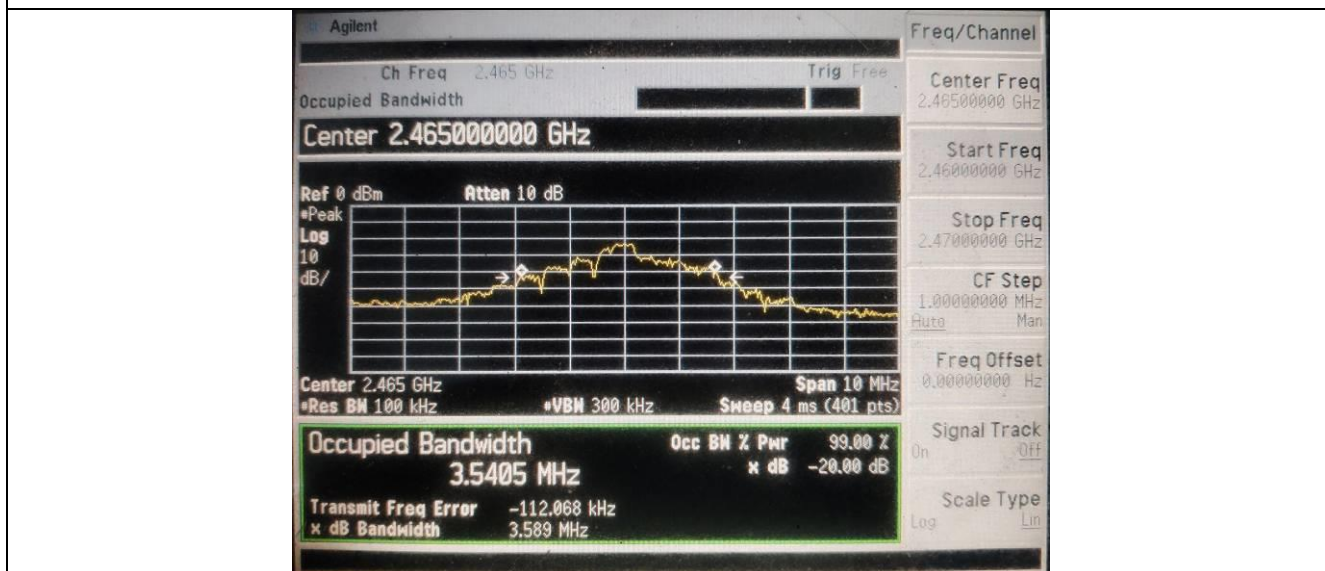 Agilent
Freq/Channel
Ch Freq 2.465 GHz Trig Free
Occupied Bandwidth
Center Freq
2.46500000 GHz
Center 2.465000000 GHz
Start Freq
2.46000000 GHz
Ref 0 dBm Atten 10 dB
#Peak
Log
10
dB/
Stop Freq
2.47000000 GHz
CF Step
1.00000000 MHz
Auto Man
Freq Offset
0.00000000 Hz
Center 2.465 GHz Span 10 MHz
#Res BW 100 kHz #VBW 300 kHz Sweep 4 ms (401 pts)
Signal Track
On Off
Occupied Bandwidth Occ BW % Pwr 99.00 %
3.5405 MHz x dB -20.00 dB
Transmit Freq Error -112.068 kHz
x dB Bandwidth 3.589 MHz
Scale Type
Log Lin